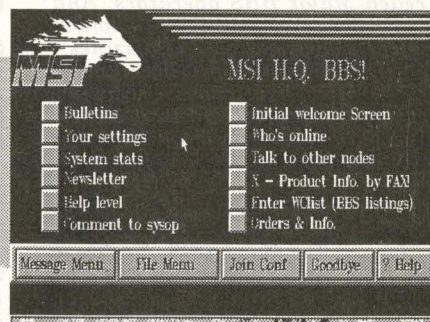 MSI
MSI H.Q. BBS!
Bulletins
Your settings
System stats
Newsletter
Help level
Comment to sysop
Initial welcome Screen
Who's online
Talk to other nodes
X - Product Info. by FAX!
Enter WClist (BBS listings)
Orders & Info.
Message Menu
File Menu
Join Conf
Goodbye
? Help